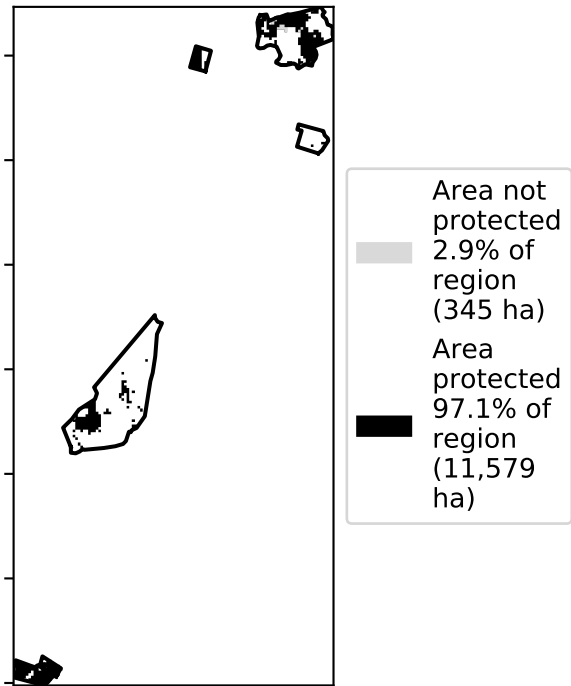 Area not
protected
2.9% of
region
(345 ha)
Area
protected
97.1% of
region
(11,579
ha)